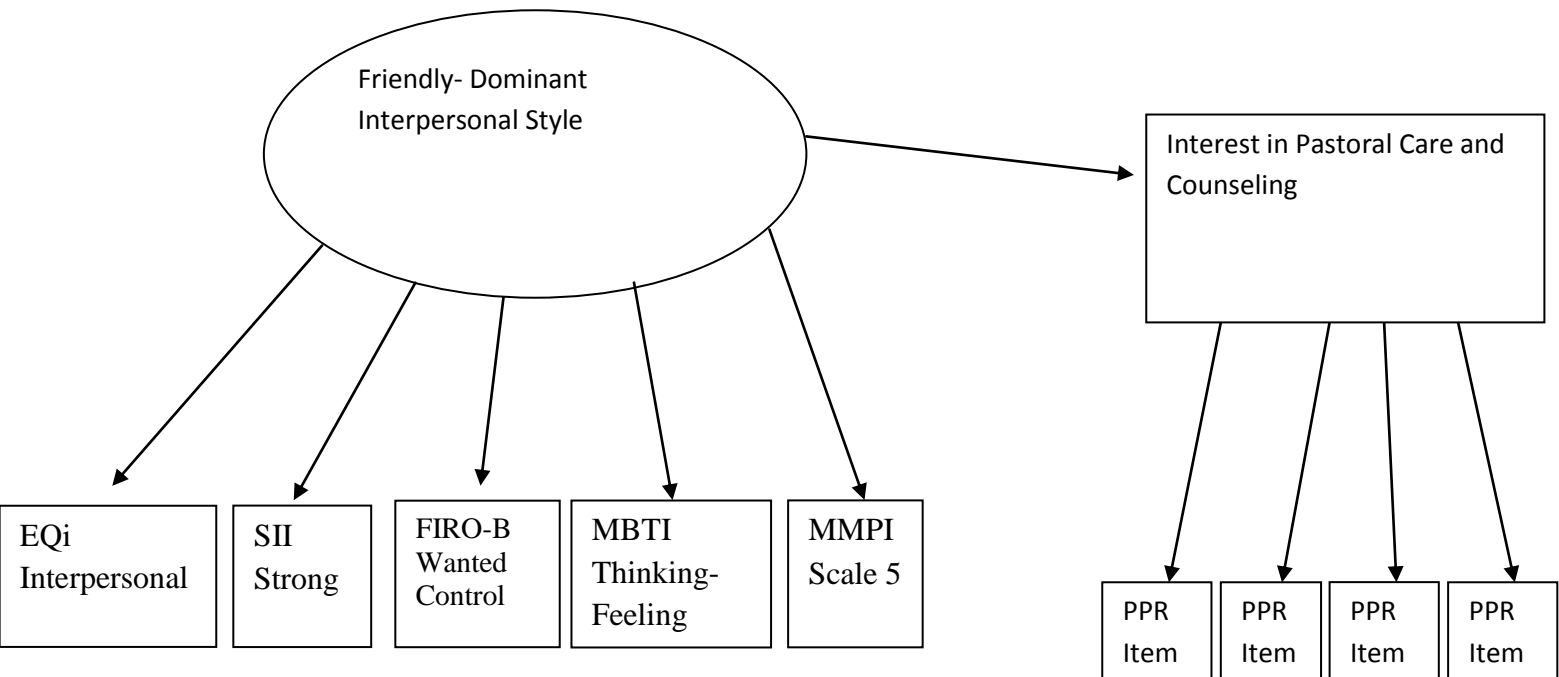 Friendly- Dominant
Interpersonal Style
Interest in Pastoral Care and
Counseling
EQi
Interpersonal
SII
Strong
FIRO-B
Wanted
Control
MBTI
Thinking-
Feeling
MMPI
Scale 5
PPR
Item
PPR
Item
PPR
Item
PPR
Item